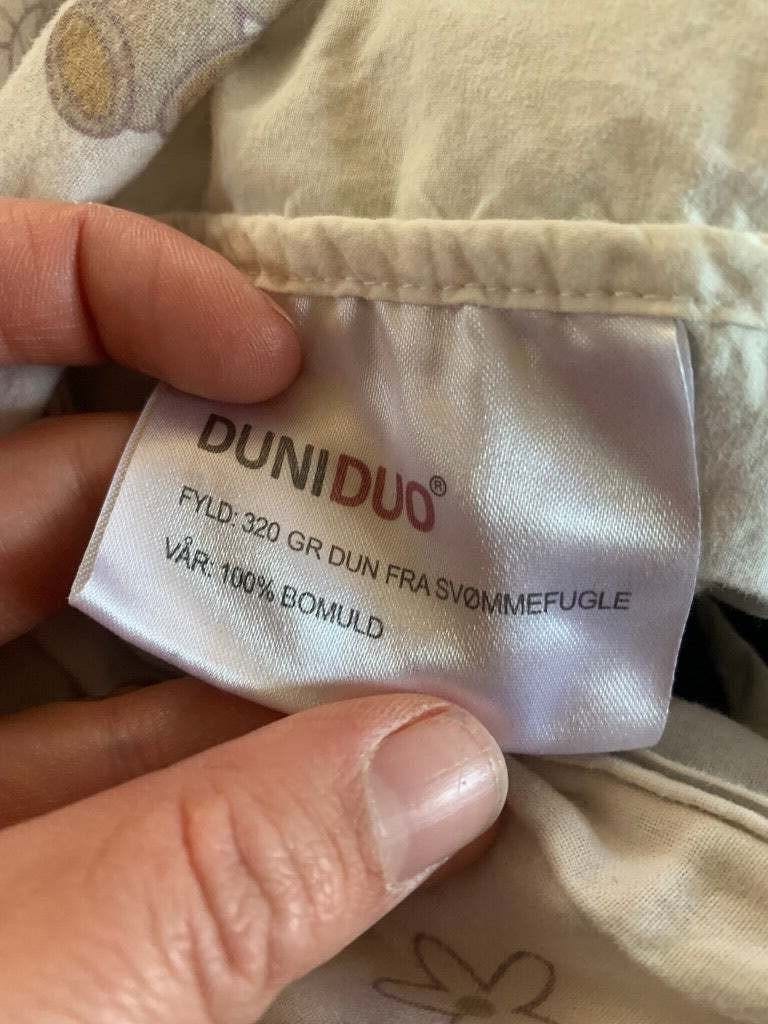 DUNIDUO®
FYLD: 320 GR DUN FRA SVØMMEFUGLE
VÅR: 100% BOMULD